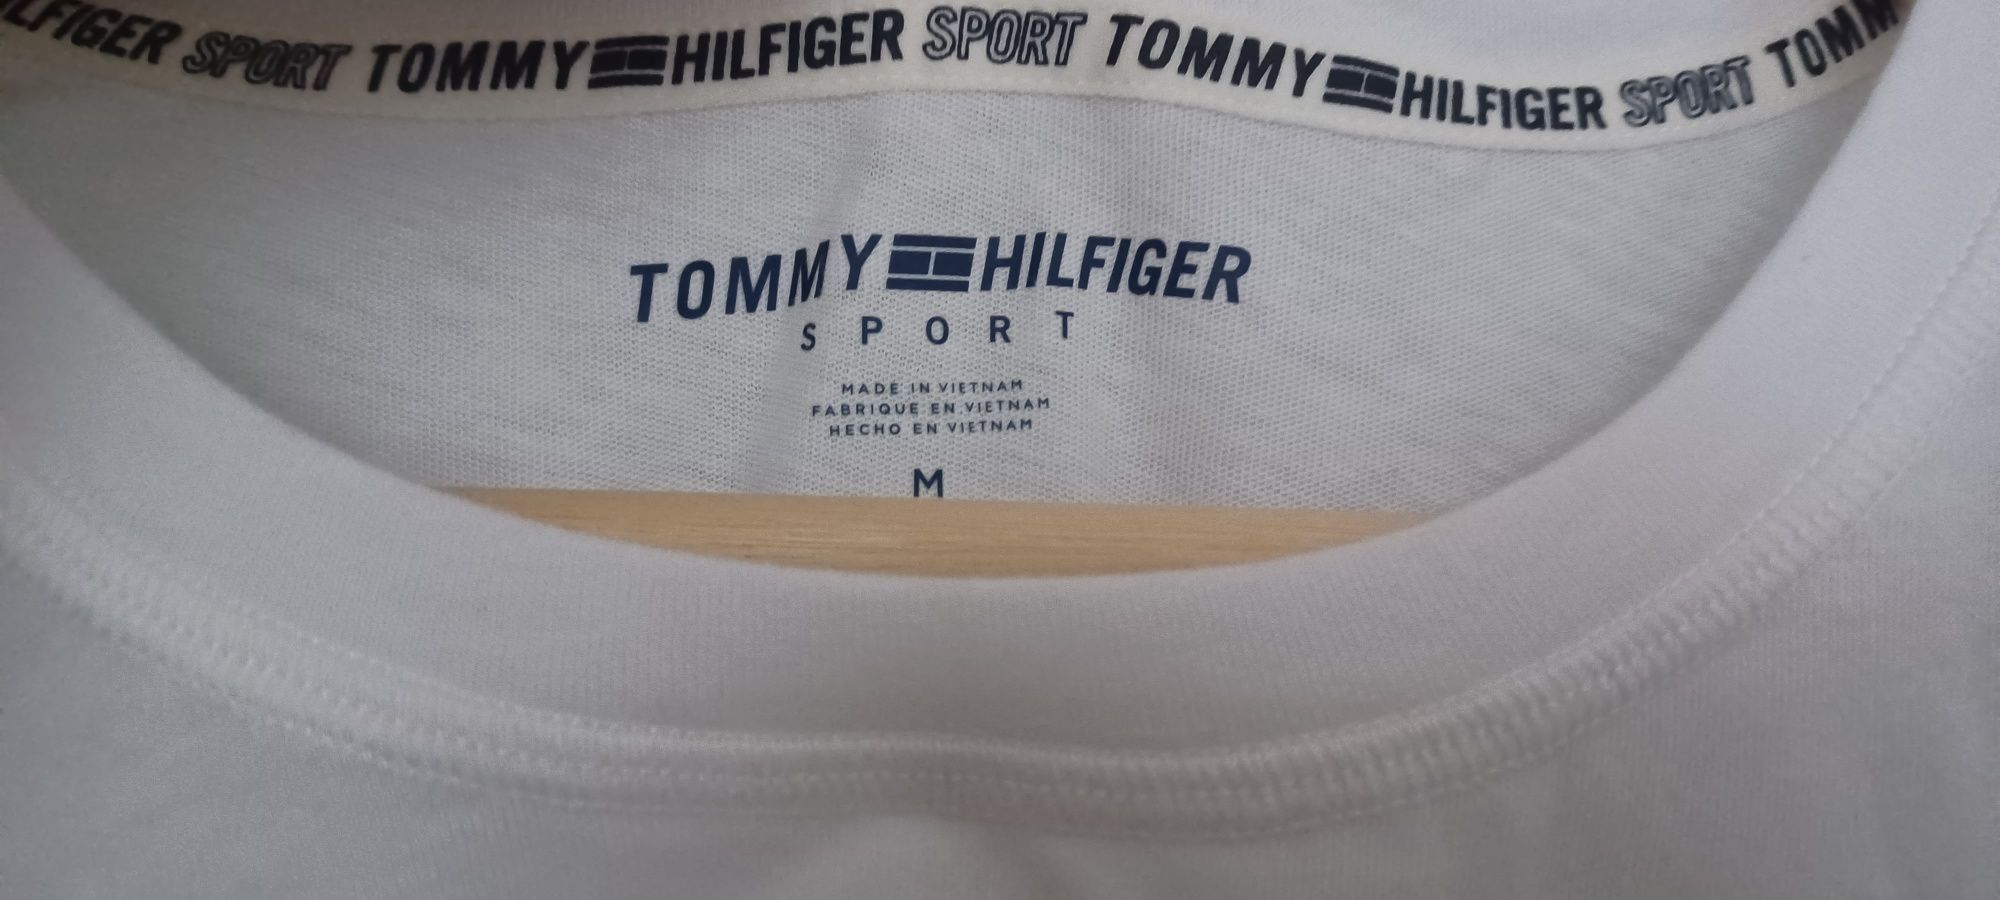 LFIGER SPORT TOMMY HILFIGER SPORT TOMMY HILFIGER SPORT TOMM
TOMMY HILFIGER
SPORT
MADE IN VIETNAM
FABRIQUE EN VIETNAM
HECHO EN VIETNAM
M